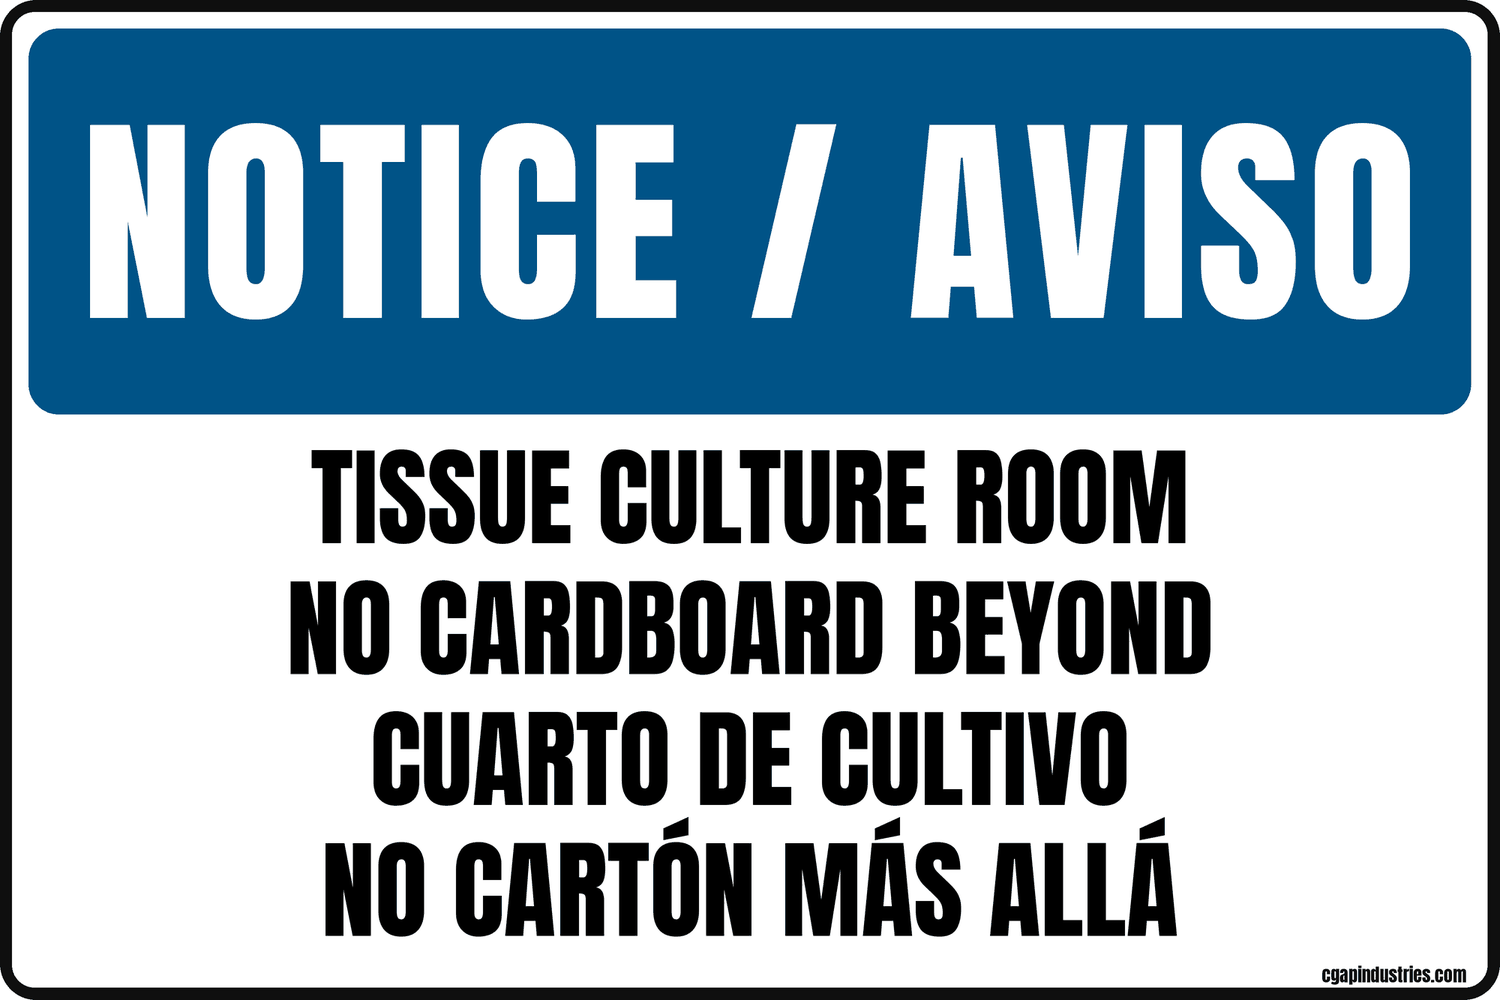 NOTICE / AVISO
TISSUE CULTURE ROOM
NO CARDBOARD BEYOND
CUARTO DE CULTIVO
NO CARTÓN MÁS ALLÁ
cgapindustries.com